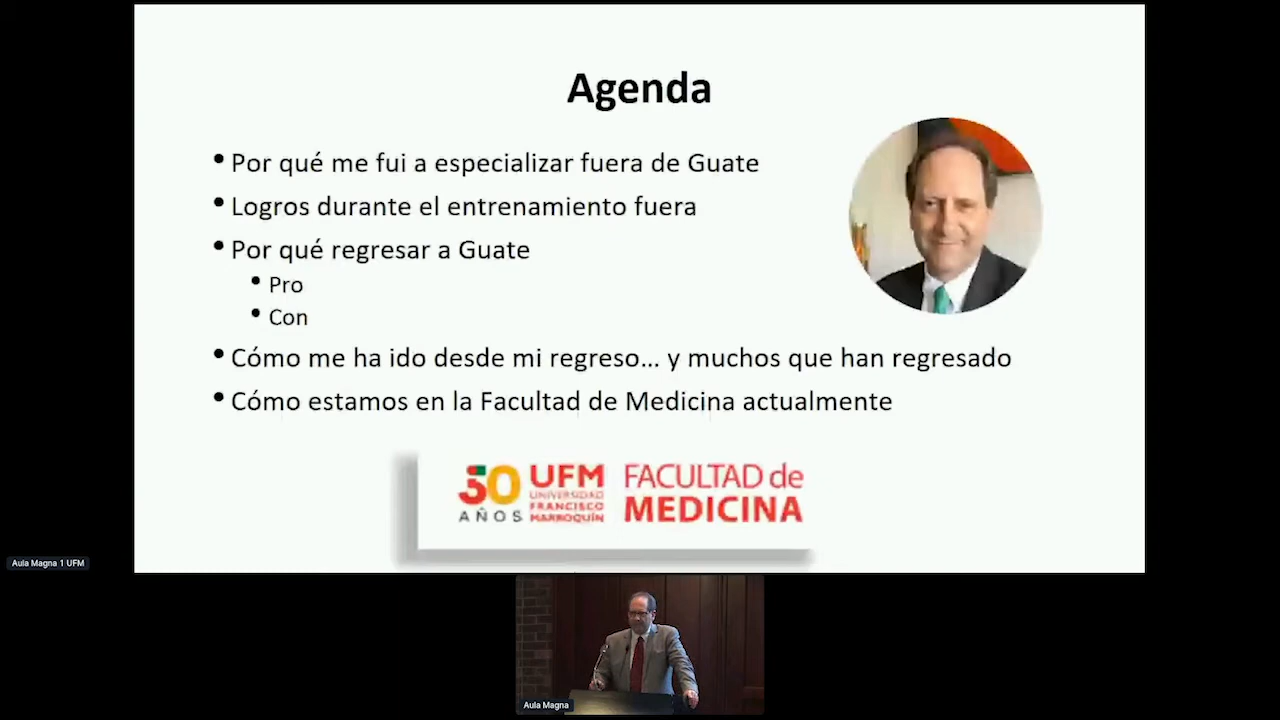 Agenda
• Por qué me fui a especializar fuera de Guate
• Logros durante el entrenamiento fuera
• Por qué regresar a Guate
• Pro
• Con
• Cómo me ha ido desde mi regreso... y muchos que han regresado
• Cómo estamos en la Facultad de Medicina actualmente
50 AÑOS
UFM
UNIVERSIDAD
FRANCISCO
MARROQUÍN
FACULTAD de
MEDICINA
Aula Magna 1 UFM
Aula Magna